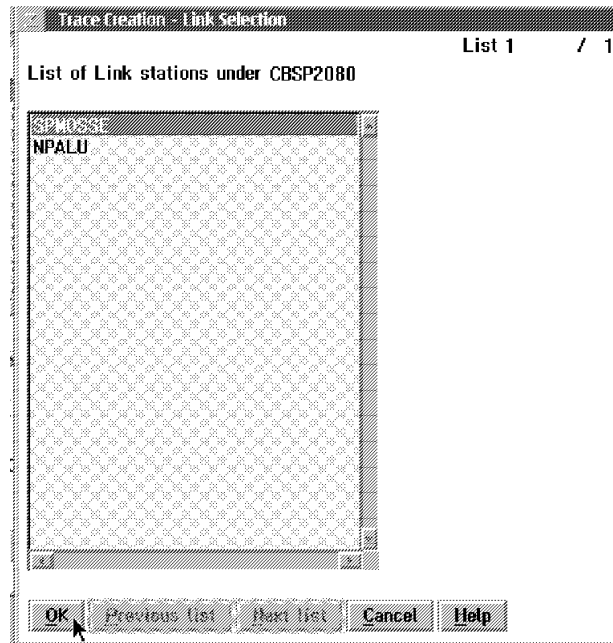 Trace Creation - Link Selection
List 1 / 1
List of Link stations under CBSP2080
SPMOSSE
NPALU
OK Previous list Next list Cancel Help